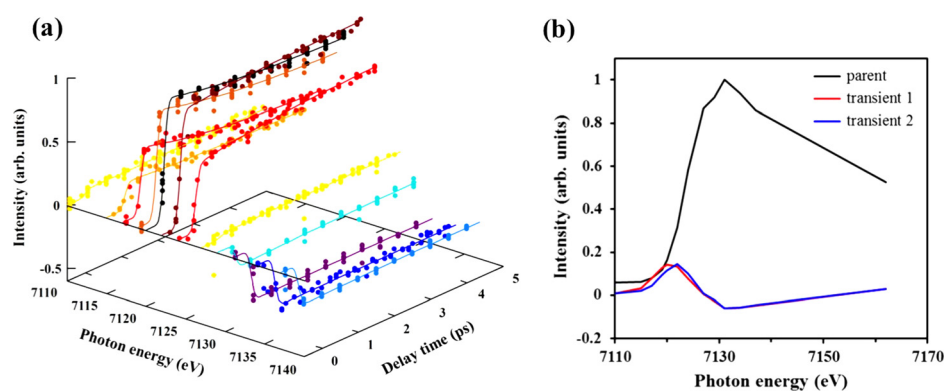 (a)
Intensity (arb. units)
1
0.5
0
-0.5
7110
7115
7120
7125
7130
7135
7140
Photon energy (eV)
0
1
2
3
4
5
Delay time (ps)
(b)
Intensity (arb. units)
1
0.8
0.6
0.4
0.2
0
-0.2
parent
transient 1
transient 2
7110 7130 7150 7170
Photon energy (eV)